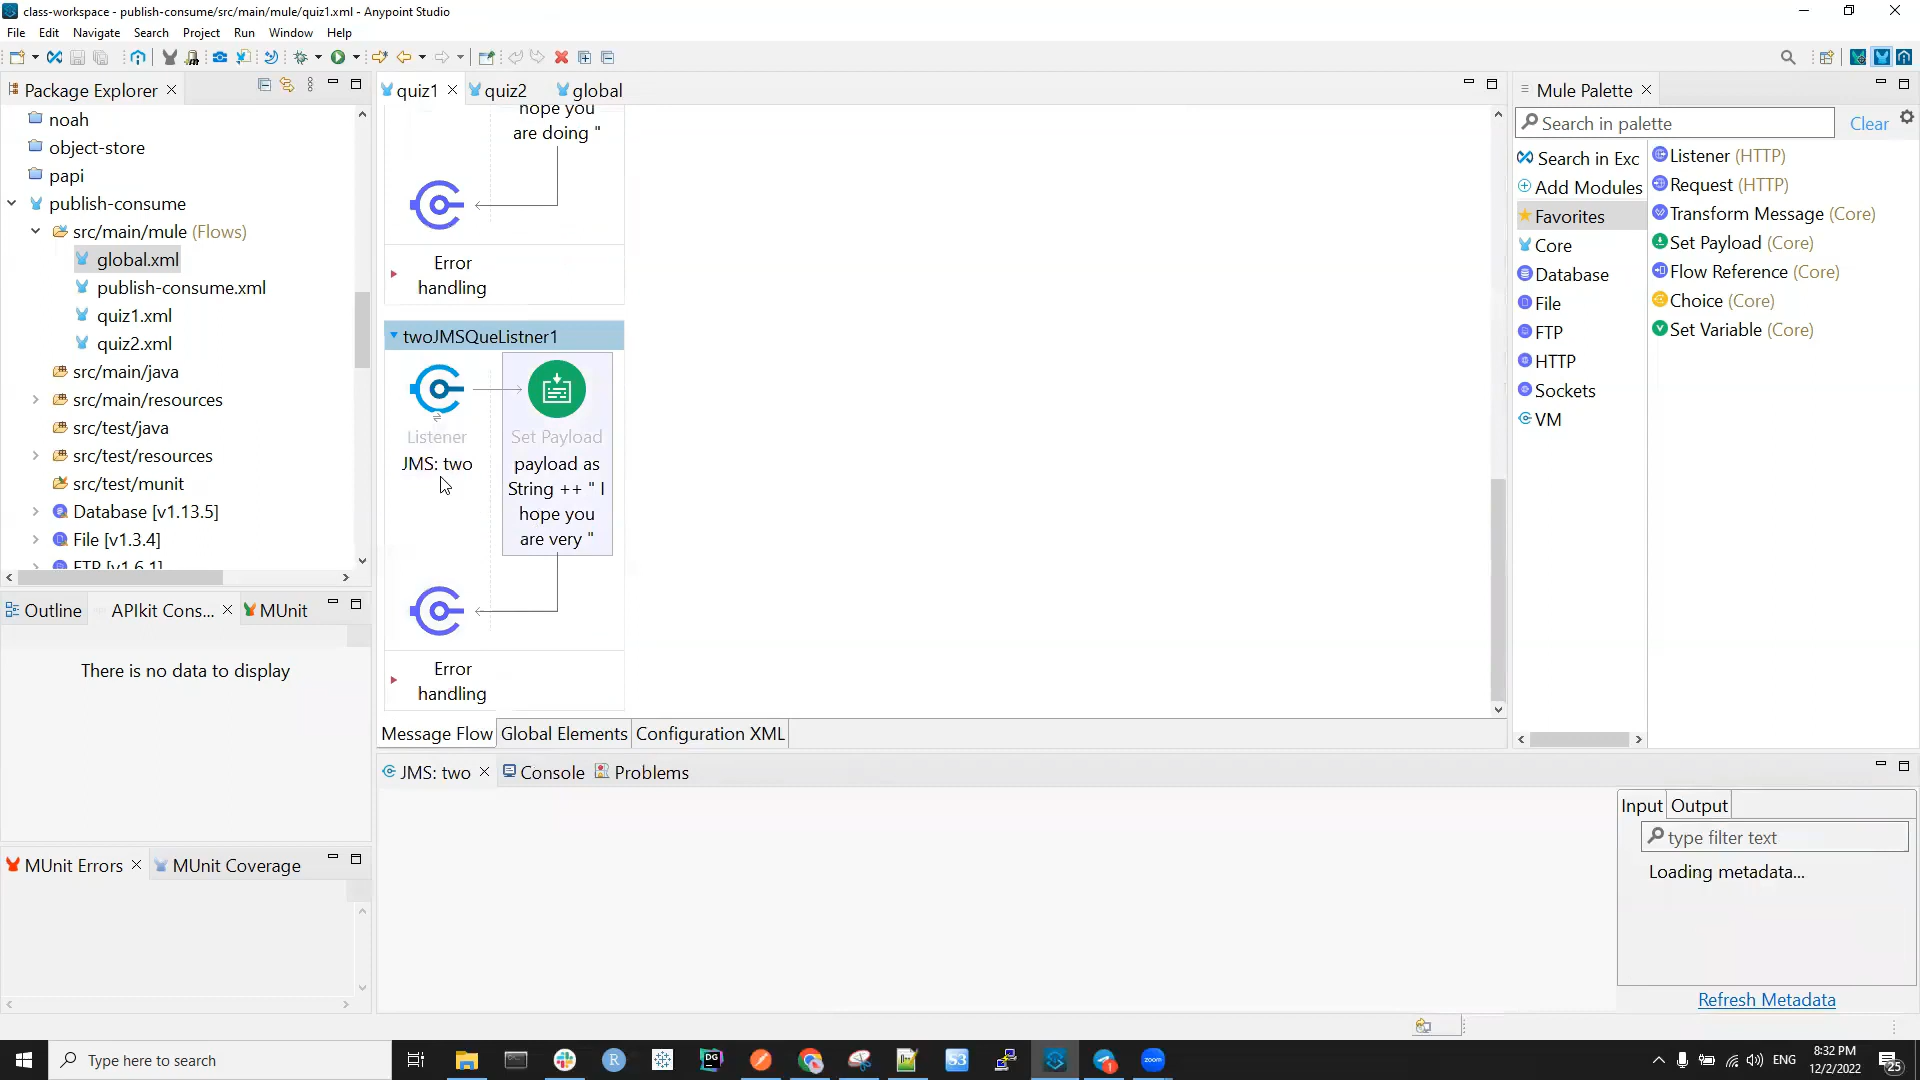 class-workspace - publish-consume/src/main/mule/quiz1.xml - Anypoint Studio
File Edit Navigate Search Project Run Window Help
Package Explorer
noah
object-store
papi
publish-consume
src/main/mule (Flows)
global.xml
publish-consume.xml
quiz1.xml
quiz2.xml
src/main/java
src/main/resources
src/test/java
src/test/resources
src/test/munit
Database [v1.13.5]
File [v1.3.4]
FTP [v1.6.1]
Outline APIkit Cons... MUnit
There is no data to display
MUnit Errors MUnit Coverage
quiz1 quiz2 global
hope you
are doing "
Error
handling
twoJMSQueListner1
Listener
JMS: two
Set Payload
payload as
String ++ " I
hope you
are very "
Error
handling
Message Flow Global Elements Configuration XML
JMS: two Console Problems
Input Output
type filter text
Loading metadata...
Refresh Metadata
Mule Palette
Search in palette Clear
Search in Exc
Add Modules
Favorites
Core
Database
File
FTP
HTTP
Sockets
VM
Listener (HTTP)
Request (HTTP)
Transform Message (Core)
Set Payload (Core)
Flow Reference (Core)
Choice (Core)
Set Variable (Core)
Type here to search
DG
S3
zoom
ENG
8:32 PM
12/2/2022
25